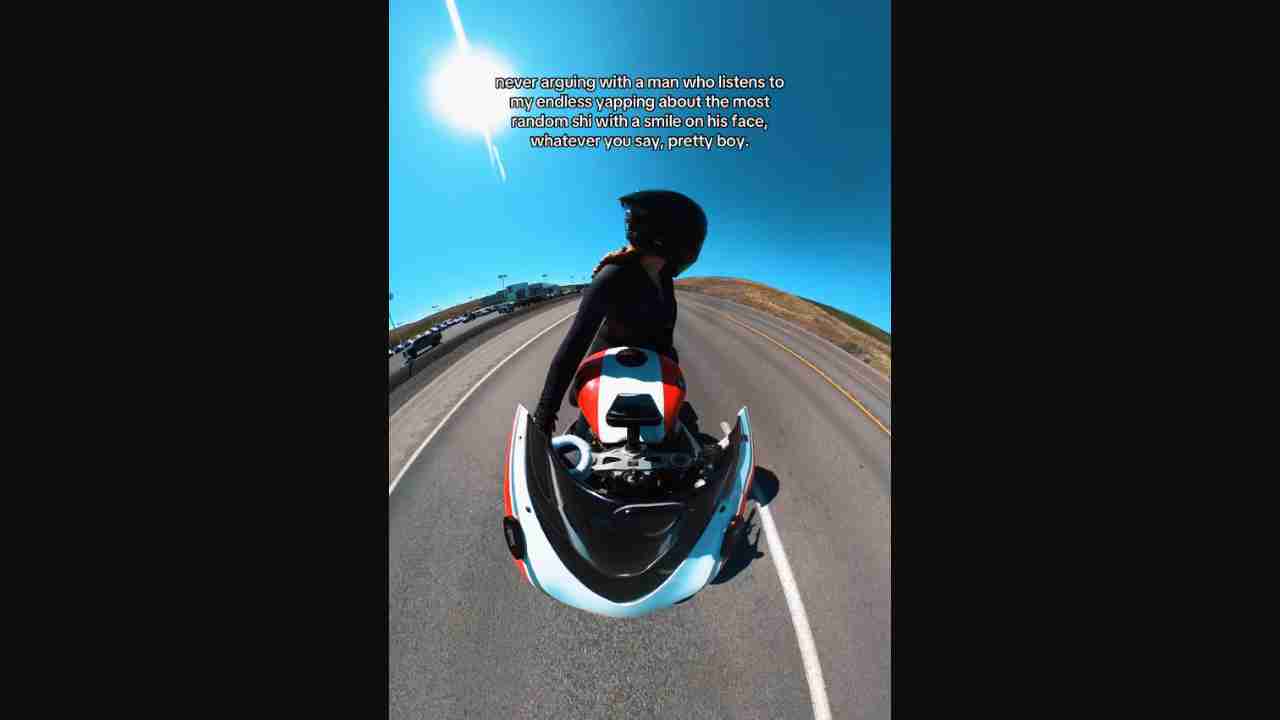 never arguing with a man who listens to
my endless yapping about the most
random shi with a smile on his face,
whatever you say, pretty boy.